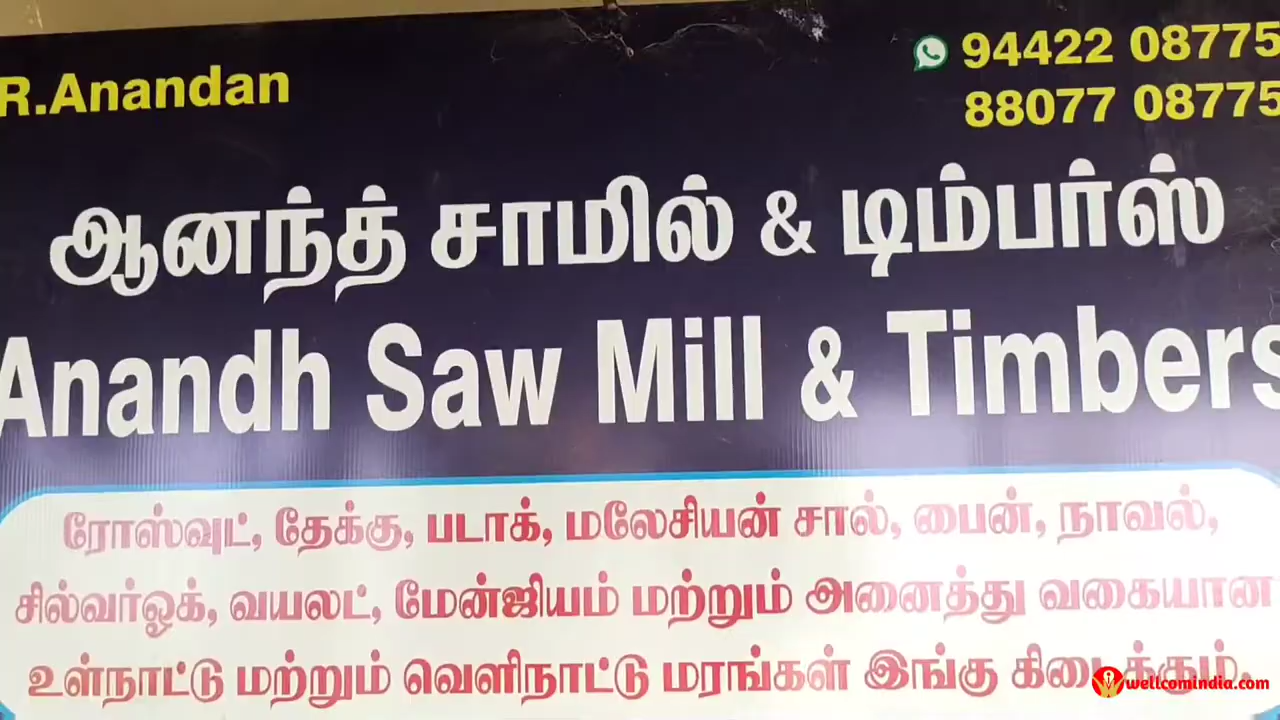 R.Anandan
94422 08775
88077 08775
ஆனந்த் சாமில் & டிம்பர்ஸ்
Anandh Saw Mill & Timbers
ரோஸ்வுட், தேக்கு, படாக், மலேசியன் சால், பைன், நாவல்,
சில்வர்ஓக், வயலட், மேன்ஜியம் மற்றும் அனைத்து வகையான
உள்நாட்டு மற்றும் வெளிநாட்டு மரங்கள் இங்கு கிடைக்கும்.
wellcomindia.com